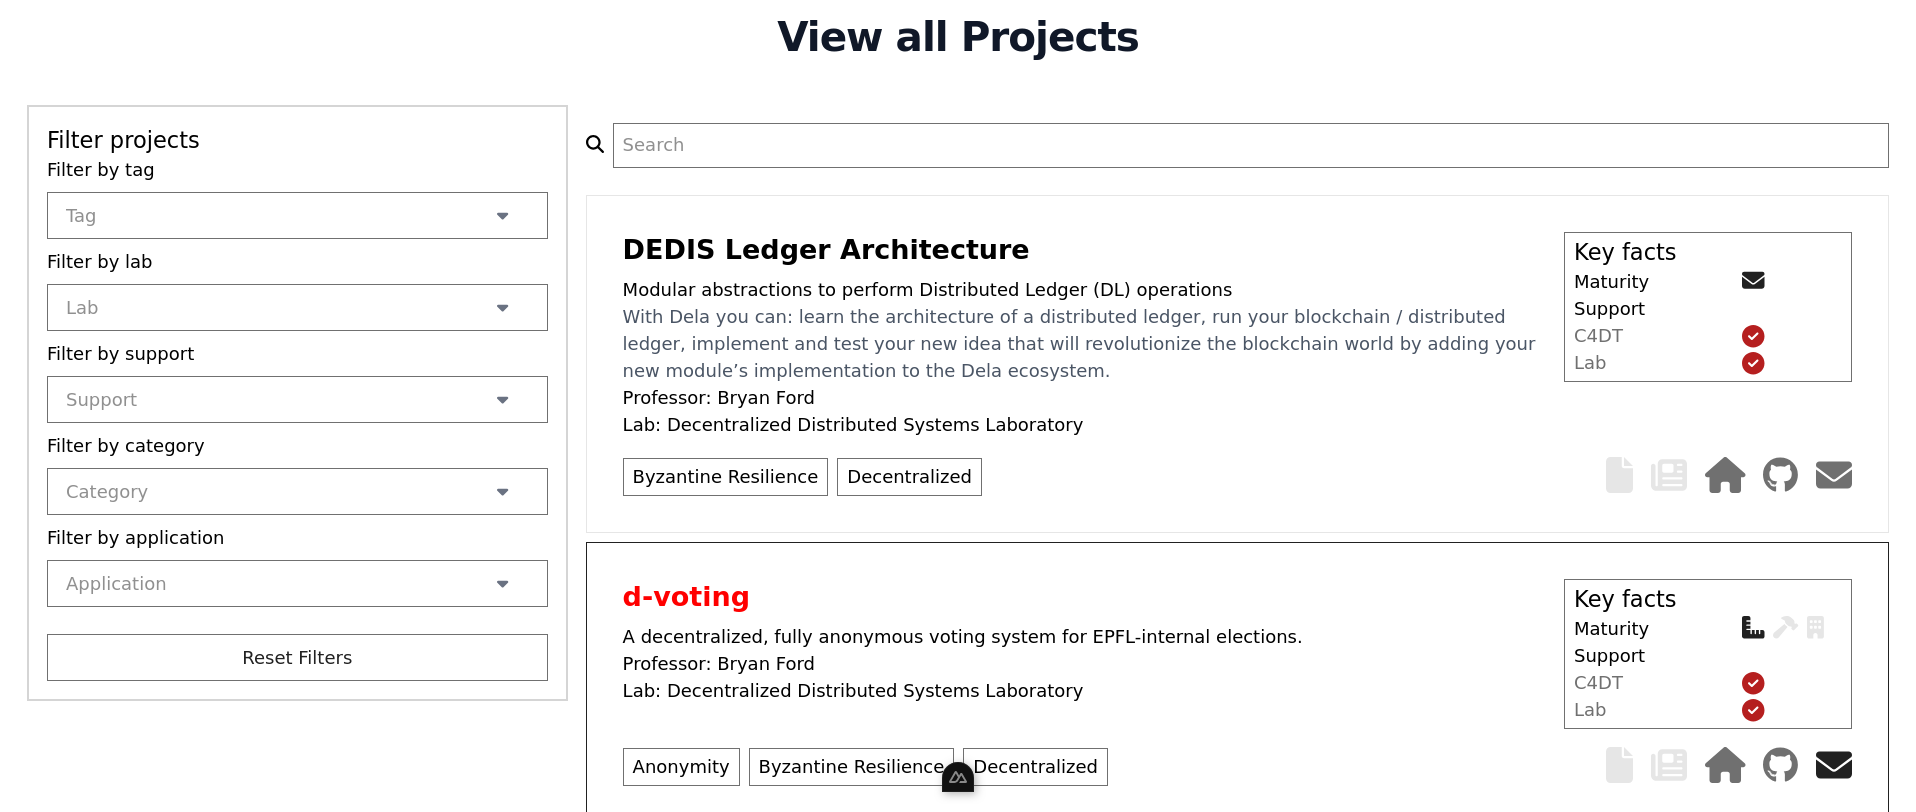 View all Projects
Filter projects
Filter by tag
Tag
Filter by lab
Lab
Filter by support
Support
Filter by category
Category
Filter by application
Application
Reset Filters
Search
DEDIS Ledger Architecture
Modular abstractions to perform Distributed Ledger (DL) operations
With Dela you can: learn the architecture of a distributed ledger, run your blockchain / distributed
ledger, implement and test your new idea that will revolutionize the blockchain world by adding your
new module’s implementation to the Dela ecosystem.
Professor: Bryan Ford
Lab: Decentralized Distributed Systems Laboratory
Byzantine Resilience Decentralized
Key facts
Maturity
Support
C4DT
Lab
d-voting
A decentralized, fully anonymous voting system for EPFL-internal elections.
Professor: Bryan Ford
Lab: Decentralized Distributed Systems Laboratory
Anonymity Byzantine Resilience Decentralized
Key facts
Maturity
Support
C4DT
Lab